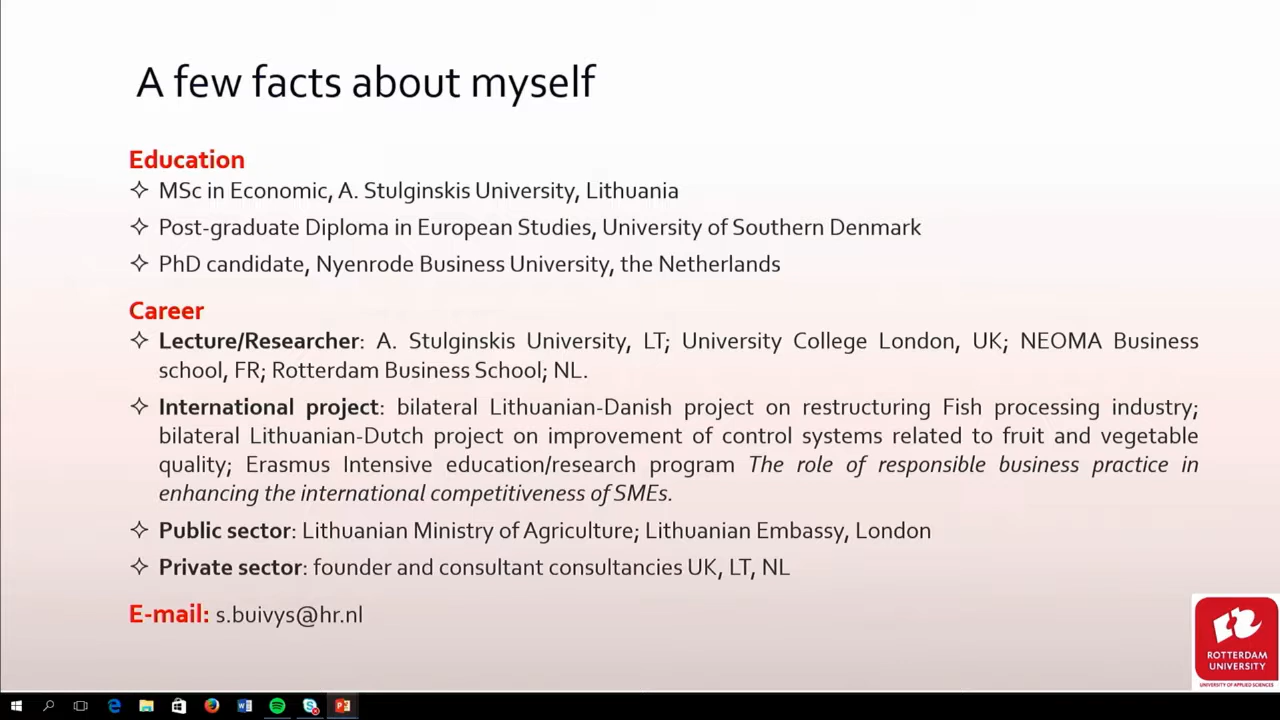 A few facts about myself
Education
MSc in Economic, A. Stulginskis University, Lithuania
Post-graduate Diploma in European Studies, University of Southern Denmark
PhD candidate, Nyenrode Business University, the Netherlands
Career
Lecture/Researcher: A. Stulginskis University, LT; University College London, UK; NEOMA Business
school, FR; Rotterdam Business School; NL.
International project: bilateral Lithuanian-Danish project on restructuring Fish processing industry;
bilateral Lithuanian-Dutch project on improvement of control systems related to fruit and vegetable
quality; Erasmus Intensive education/research program The role of responsible business practice in
enhancing the international competitiveness of SMEs.
Public sector: Lithuanian Ministry of Agriculture; Lithuanian Embassy, London
Private sector: founder and consultant consultancies UK, LT, NL
E-mail: s.buivys@hr.nl
ROTTERDAM
UNIVERSITY
UNIVERSITY OF APPLIED SCIENCES